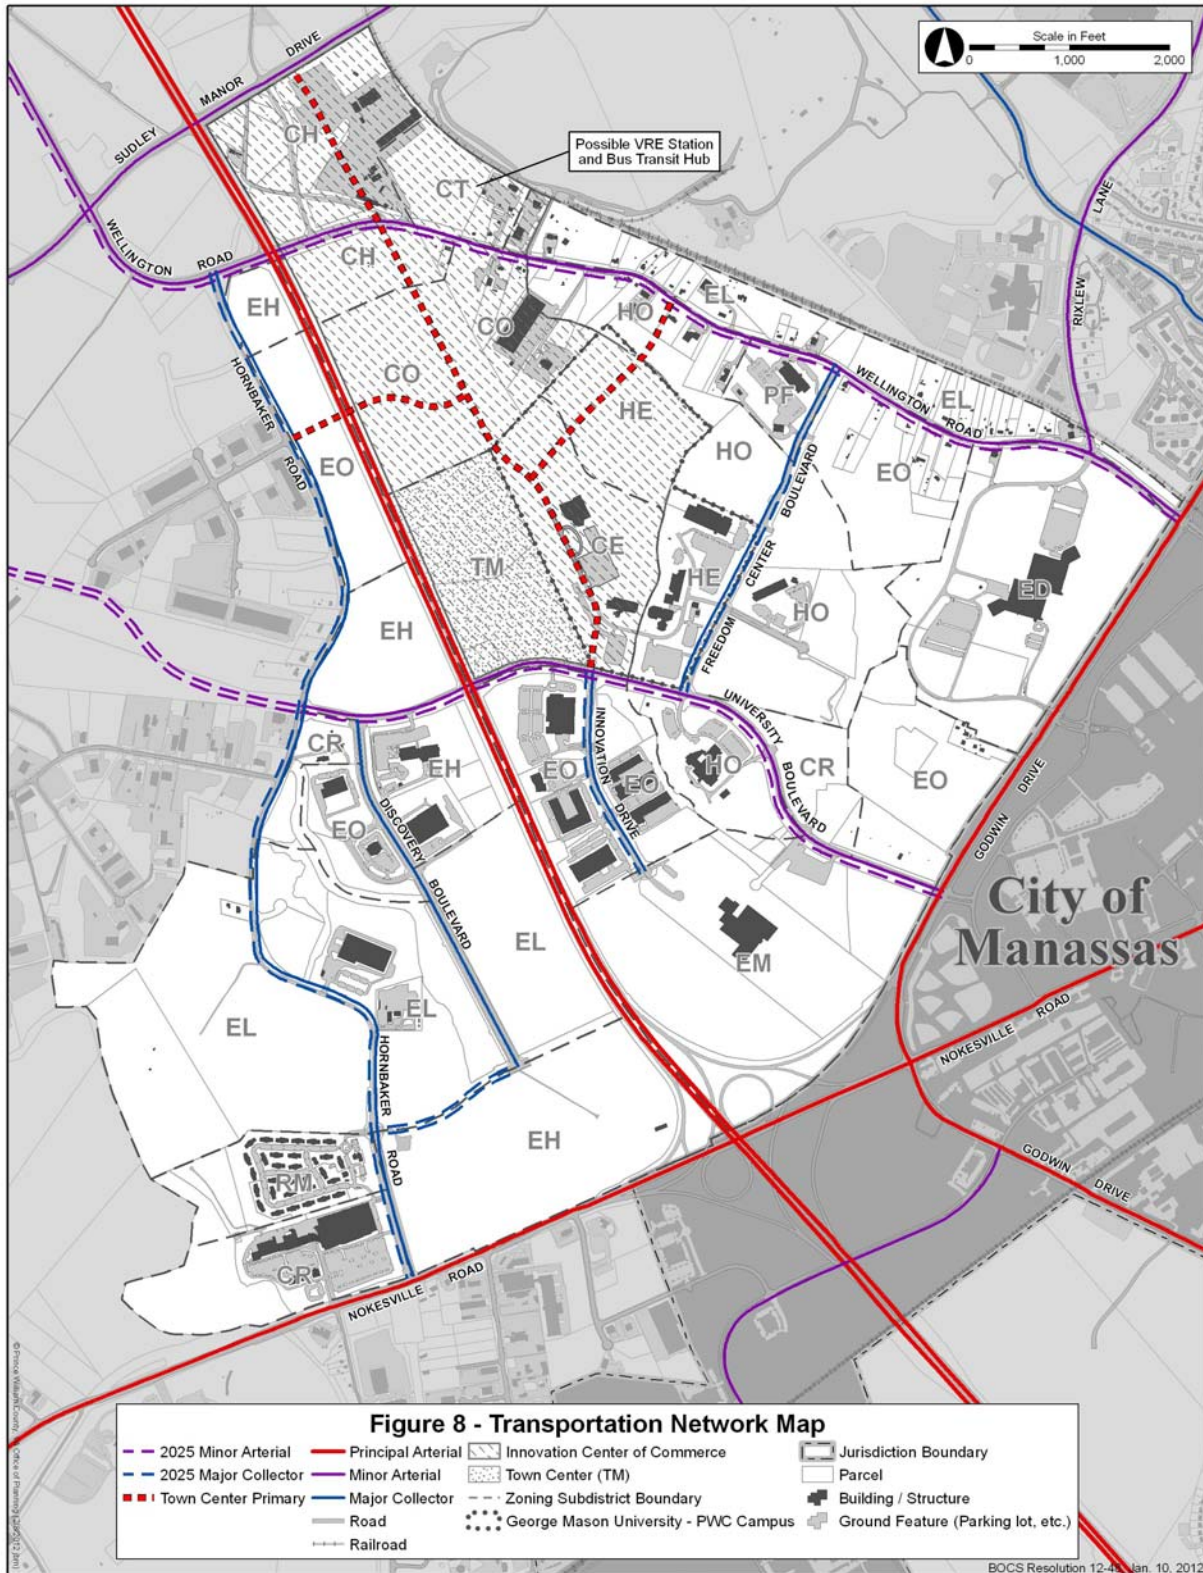 Scale in Feet
0 1,000 2,000
SUDLEY MANOR DRIVE
CH
Possible VRE Station
and Bus Transit Hub
CT
LANE
RIXLEW
WELLINGTON ROAD
CH
EH
HO
EL
CO
CO
HORNBAKER ROAD
HE
PF
WELLINGTON ROAD
EL
EO
HO
EO
FREEDOM CENTER BOULEVARD
TM
CE
HE
HO
ED
EH
UNIVERSITY BOULEVARD
INNOVATION DRIVE
CR
EH
EO
EO
HO
CR
EO
GODWIN DRIVE
EO
DISCOVERY BOULEVARD
City of
Manassas
EL
EM
NOKESVILLE ROAD
EL
EL
HORNBAKER ROAD
EH
GODWIN DRIVE
RM
CR
NOKESVILLE ROAD
Figure 8 - Transportation Network Map
2025 Minor Arterial
2025 Major Collector
Town Center Primary
Principal Arterial
Minor Arterial
Major Collector
Road
Railroad
Innovation Center of Commerce
Town Center (TM)
Zoning Subdistrict Boundary
George Mason University - PWC Campus
Jurisdiction Boundary
Parcel
Building / Structure
Ground Feature (Parking lot, etc.)
BOCS Resolution Jan. 10, 2012